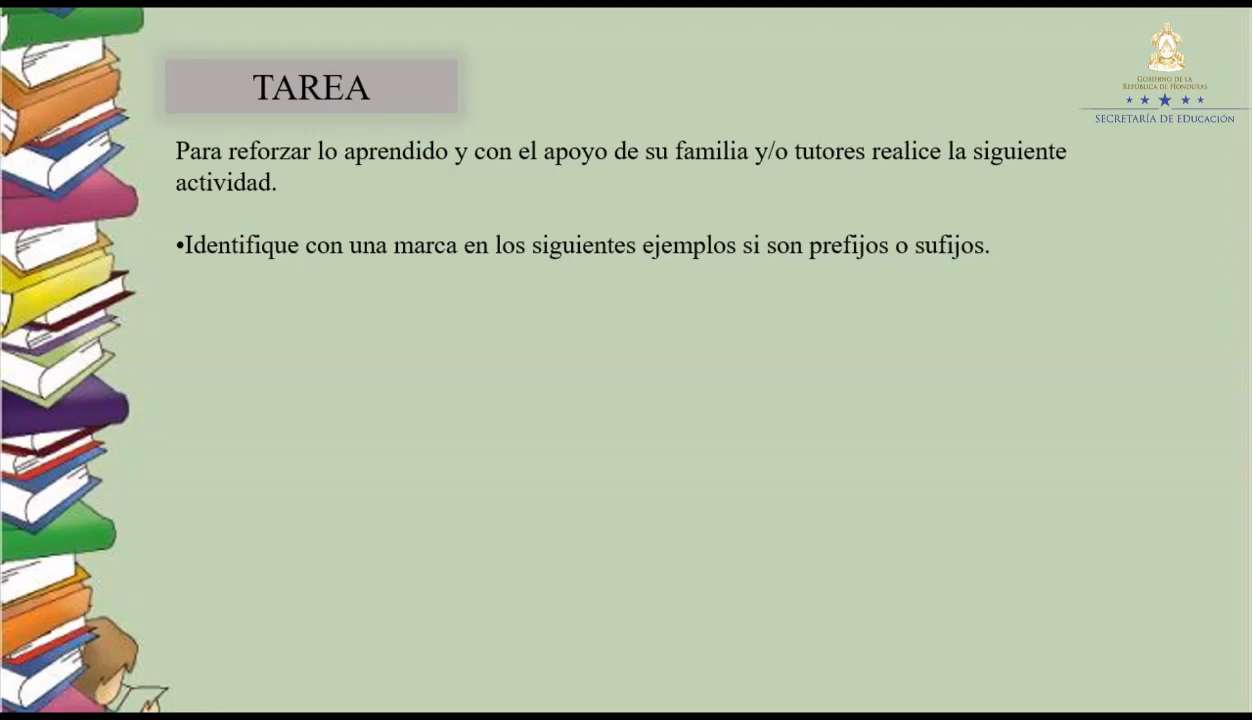 GOBIERNO DE LA
REPÚBLICA DE HONDURAS
SECRETARÍA DE EDUCACIÓN
TAREA
Para reforzar lo aprendido y con el apoyo de su familia y/o tutores realice la siguiente
actividad.
•Identifique con una marca en los siguientes ejemplos si son prefijos o sufijos.